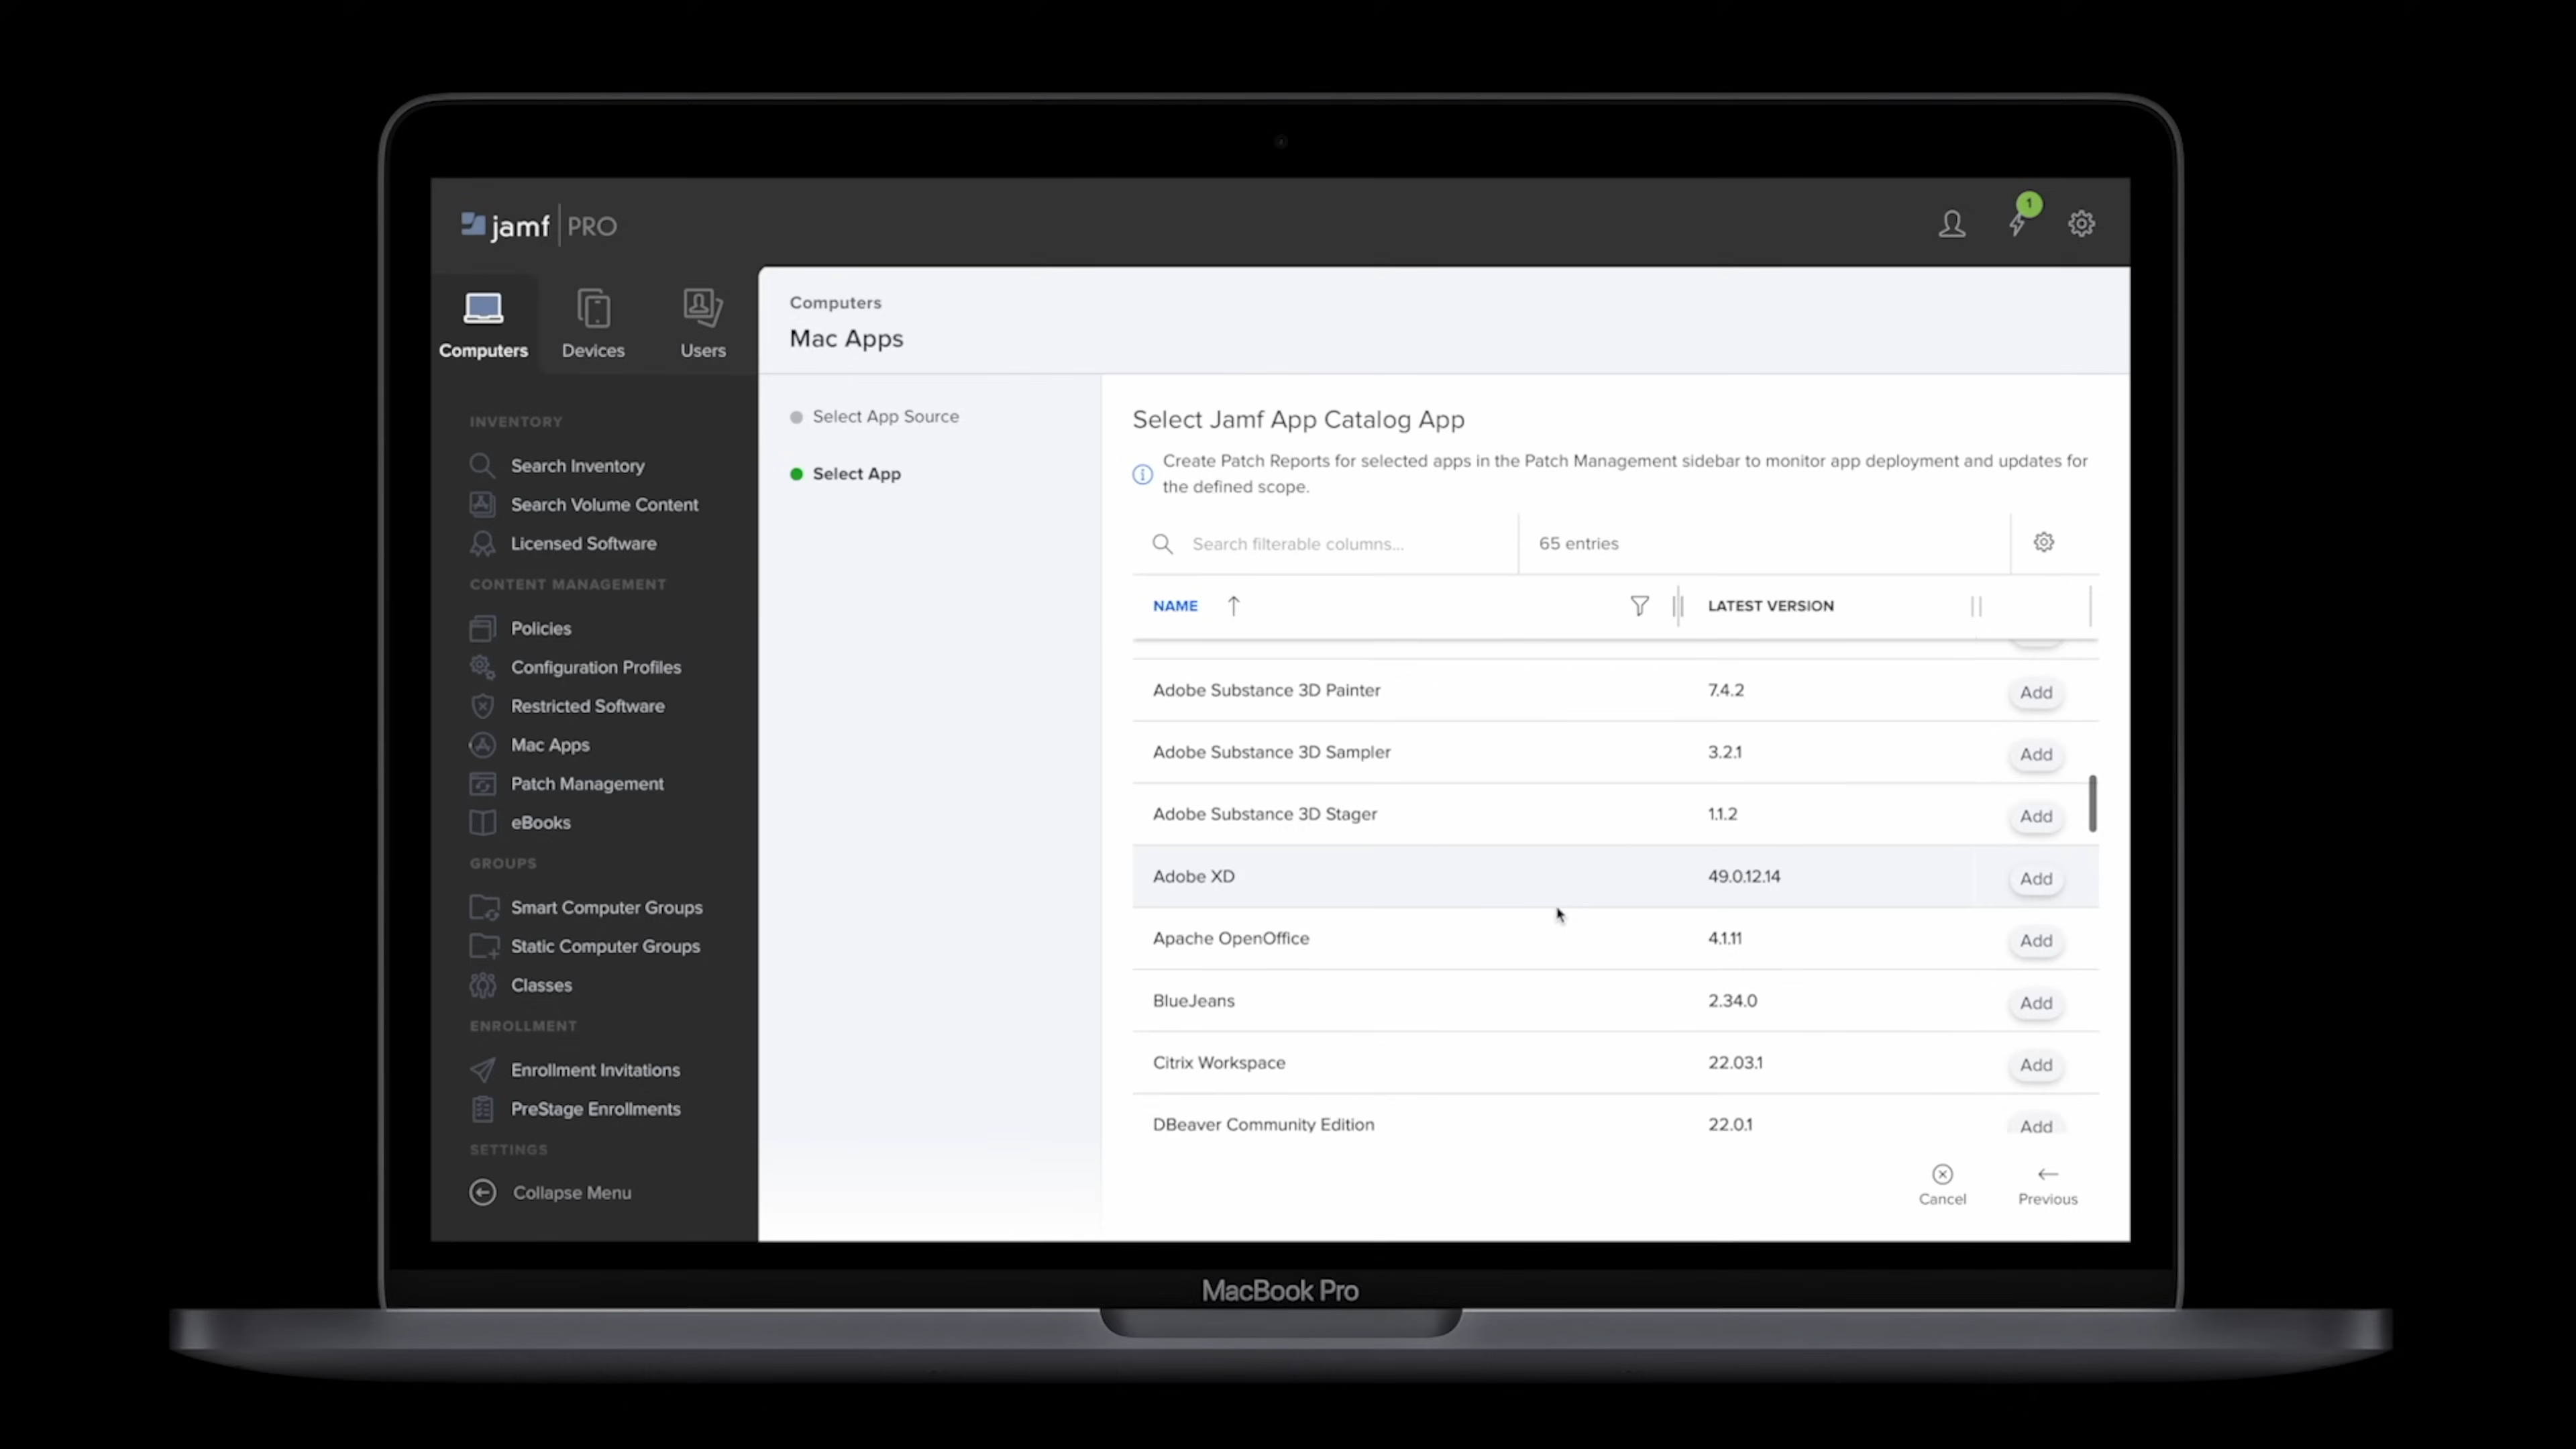 jamf PRO
1
Computers
Devices
Users
INVENTORY
Search Inventory
Search Volume Content
Licensed Software
CONTENT MANAGEMENT
Policies
Configuration Profiles
Restricted Software
Mac Apps
Patch Management
eBooks
GROUPS
Smart Computer Groups
Static Computer Groups
Classes
ENROLLMENT
Enrollment Invitations
PreStage Enrollments
SETTINGS
Collapse Menu
Computers
Mac Apps
Select App Source
Select App
Select Jamf App Catalog App
Create Patch Reports for selected apps in the Patch Management sidebar to monitor app deployment and updates for
the defined scope.
Search filterable columns...
65 entries
NAME LATEST VERSION
Adobe Substance 3D Painter 7.4.2 Add
Adobe Substance 3D Sampler 3.2.1 Add
Adobe Substance 3D Stager 1.1.2 Add
Adobe XD 49.0.12.14 Add
Apache OpenOffice 4.1.11 Add
BlueJeans 2.34.0 Add
Citrix Workspace 22.03.1 Add
DBeaver Community Edition 22.0.1 Add
Cancel
Previous
MacBook Pro